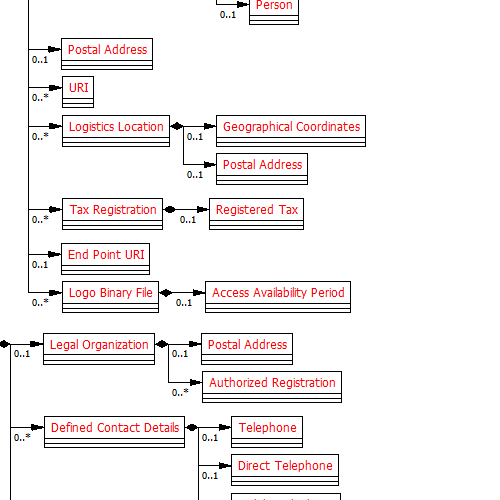 Person
0..1
Postal Address
0..1
URI
0..*
Logistics Location
Geographical Coordinates
0..*
0..1
Postal Address
0..1
Tax Registration
Registered Tax
0..*
0..1
End Point URI
0..1
Logo Binary File
Access Availability Period
0..*
0..1
Legal Organization
Postal Address
0..1
0..1
Authorized Registration
0..*
Defined Contact Details
Telephone
0..*
0..1
Direct Telephone
0..1